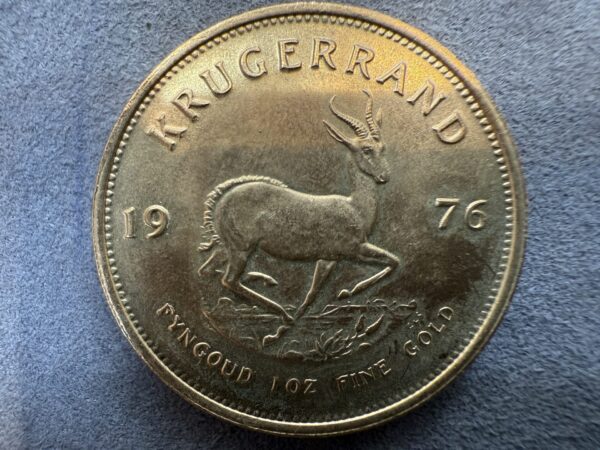 KRUGERRAND
19 76
FYNGOUD 1 OZ FINE GOLD